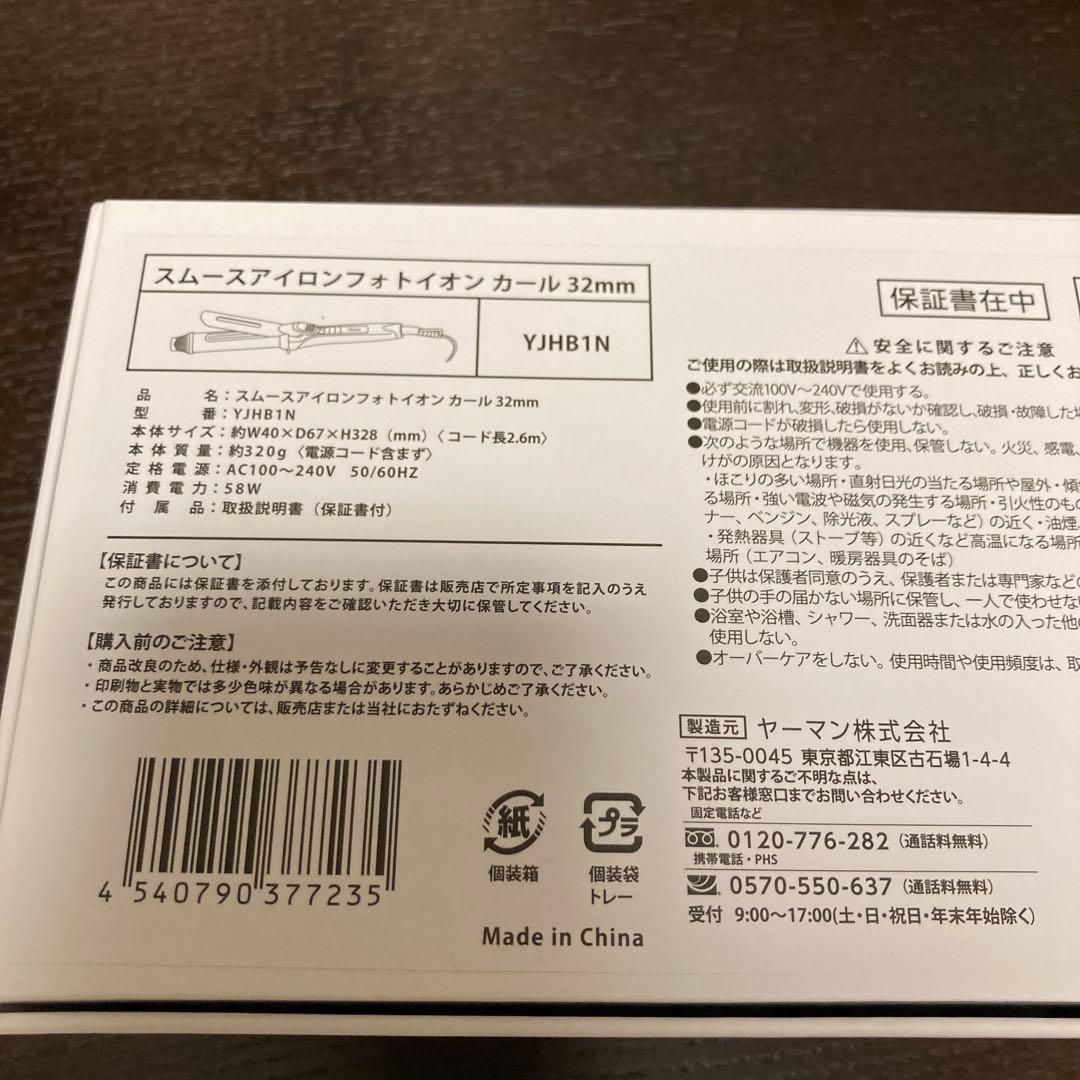 スムースアイロンフォトイオン カール 32mm
YJHB1N
品名：スムースアイロンフォトイオン カール 32mm
型番：YJHB1N
本体サイズ：約W40×D67×H328（mm）〈コード長2.6m〉
本体質量：約320g〈電源コード含まず〉
定格電源：AC100～240V 50/60HZ
消費電力：58W
付属品：取扱説明書（保証書付）
【保証書について】
この商品には保証書を添付しております。保証書は販売店で所定事項を記入のうえ
発行しておりますので、記載内容をご確認いただき大切に保管してください。
【購入前のご注意】
・商品改良のため、仕様・外観は予告なしに変更することがありますので、ご了承ください。
・印刷物と実物では多少色味が異なる場合があります。あらかじめご了承ください。
・この商品の詳細については、販売店または当社におたずねください。
4 540790 377235
紙
個装箱
プラ
個装袋
トレー
Made in China
保証書在中
⚠安全に関するご注意
ご使用の際は取扱説明書をよくお読みの上、正しくお
●必ず交流100V～240Vで使用する。
●使用前に割れ、変形、破損がないか確認し、破損・故障した場
●電源コードが破損したら使用しない。
●次のような場所で機器を使用、保管しない。火災、感電、
けがの原因となります。
・ほこりの多い場所・直射日光の当たる場所や屋外・傾
る場所・強い電波や磁気の発生する場所・引火性のもの
ナー、ベンジン、除光液、スプレーなど）の近く・油煙、
・発熱器具（ストーブ等）の近くなど高温になる場所
場所（エアコン、暖房器具のそば）
●子供は保護者同意のうえ、保護者または専門家などの
●子供の手の届かない場所に保管し、一人で使わせな
●浴室や浴槽、シャワー、洗面器または水の入った他の
使用しない。
●オーバーケアをしない。使用時間や使用頻度は、取
製造元 ヤーマン株式会社
〒135-0045 東京都江東区古石場1-4-4
本製品に関するご不明な点は、
下記お客様窓口までお問い合わせください。
固定電話など
0120-776-282（通話料無料）
携帯電話・PHS
0570-550-637（通話料無料）
受付 9:00～17:00(土・日・祝日・年末年始除く)